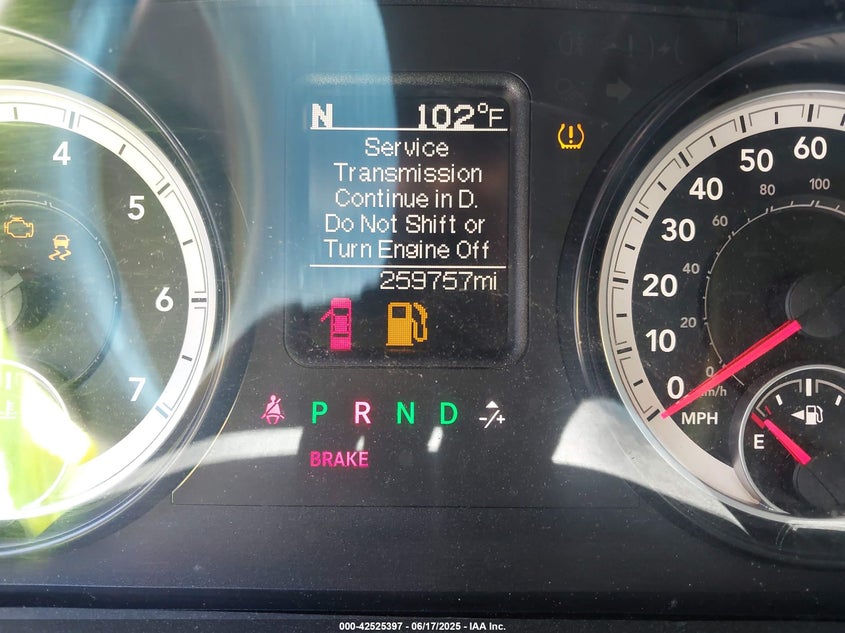 N 102°F
Service
Transmission
Continue in D.
Do Not Shift or
Turn Engine Off
259757mi
4
5
6
7
60
50
40
30
20
10
0
MPH
100
80
60
40
20
0
km/h
E
P R N D -/+
BRAKE
000-42525397 - 06/17/2025 - IAA Inc.